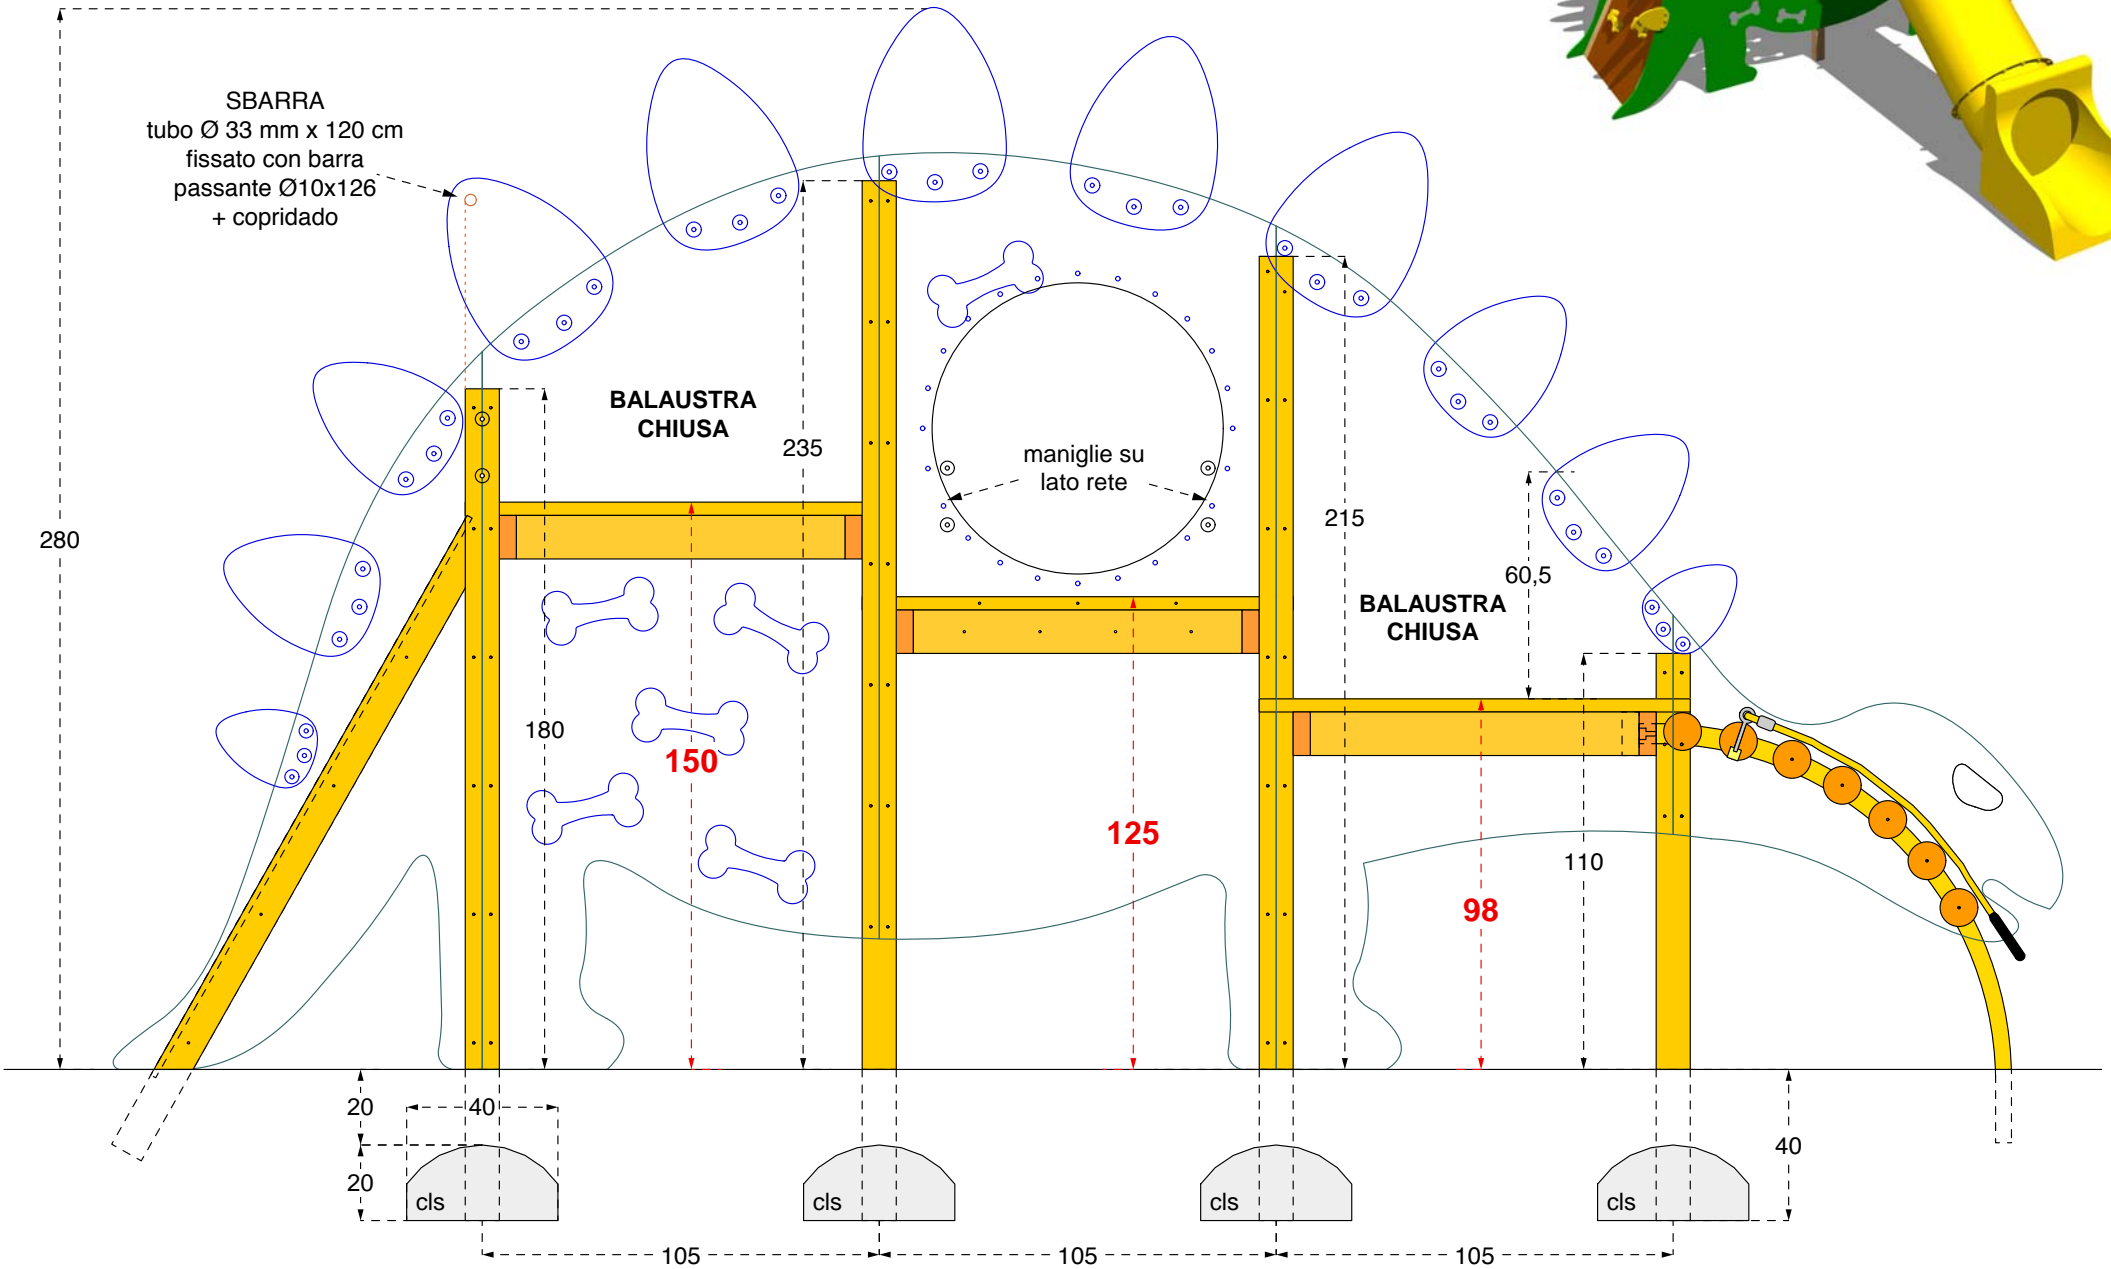 SBARRA
tubo Ø 33 mm x 120 cm
fissato con barra
passante Ø10x126
+ copridado
BALAUSTRA
CHIUSA
235
maniglie su
lato rete
280
215
60,5
BALAUSTRA
CHIUSA
180
150
125
110
98
20
40
40
20
cls
cls
cls
cls
105
105
105